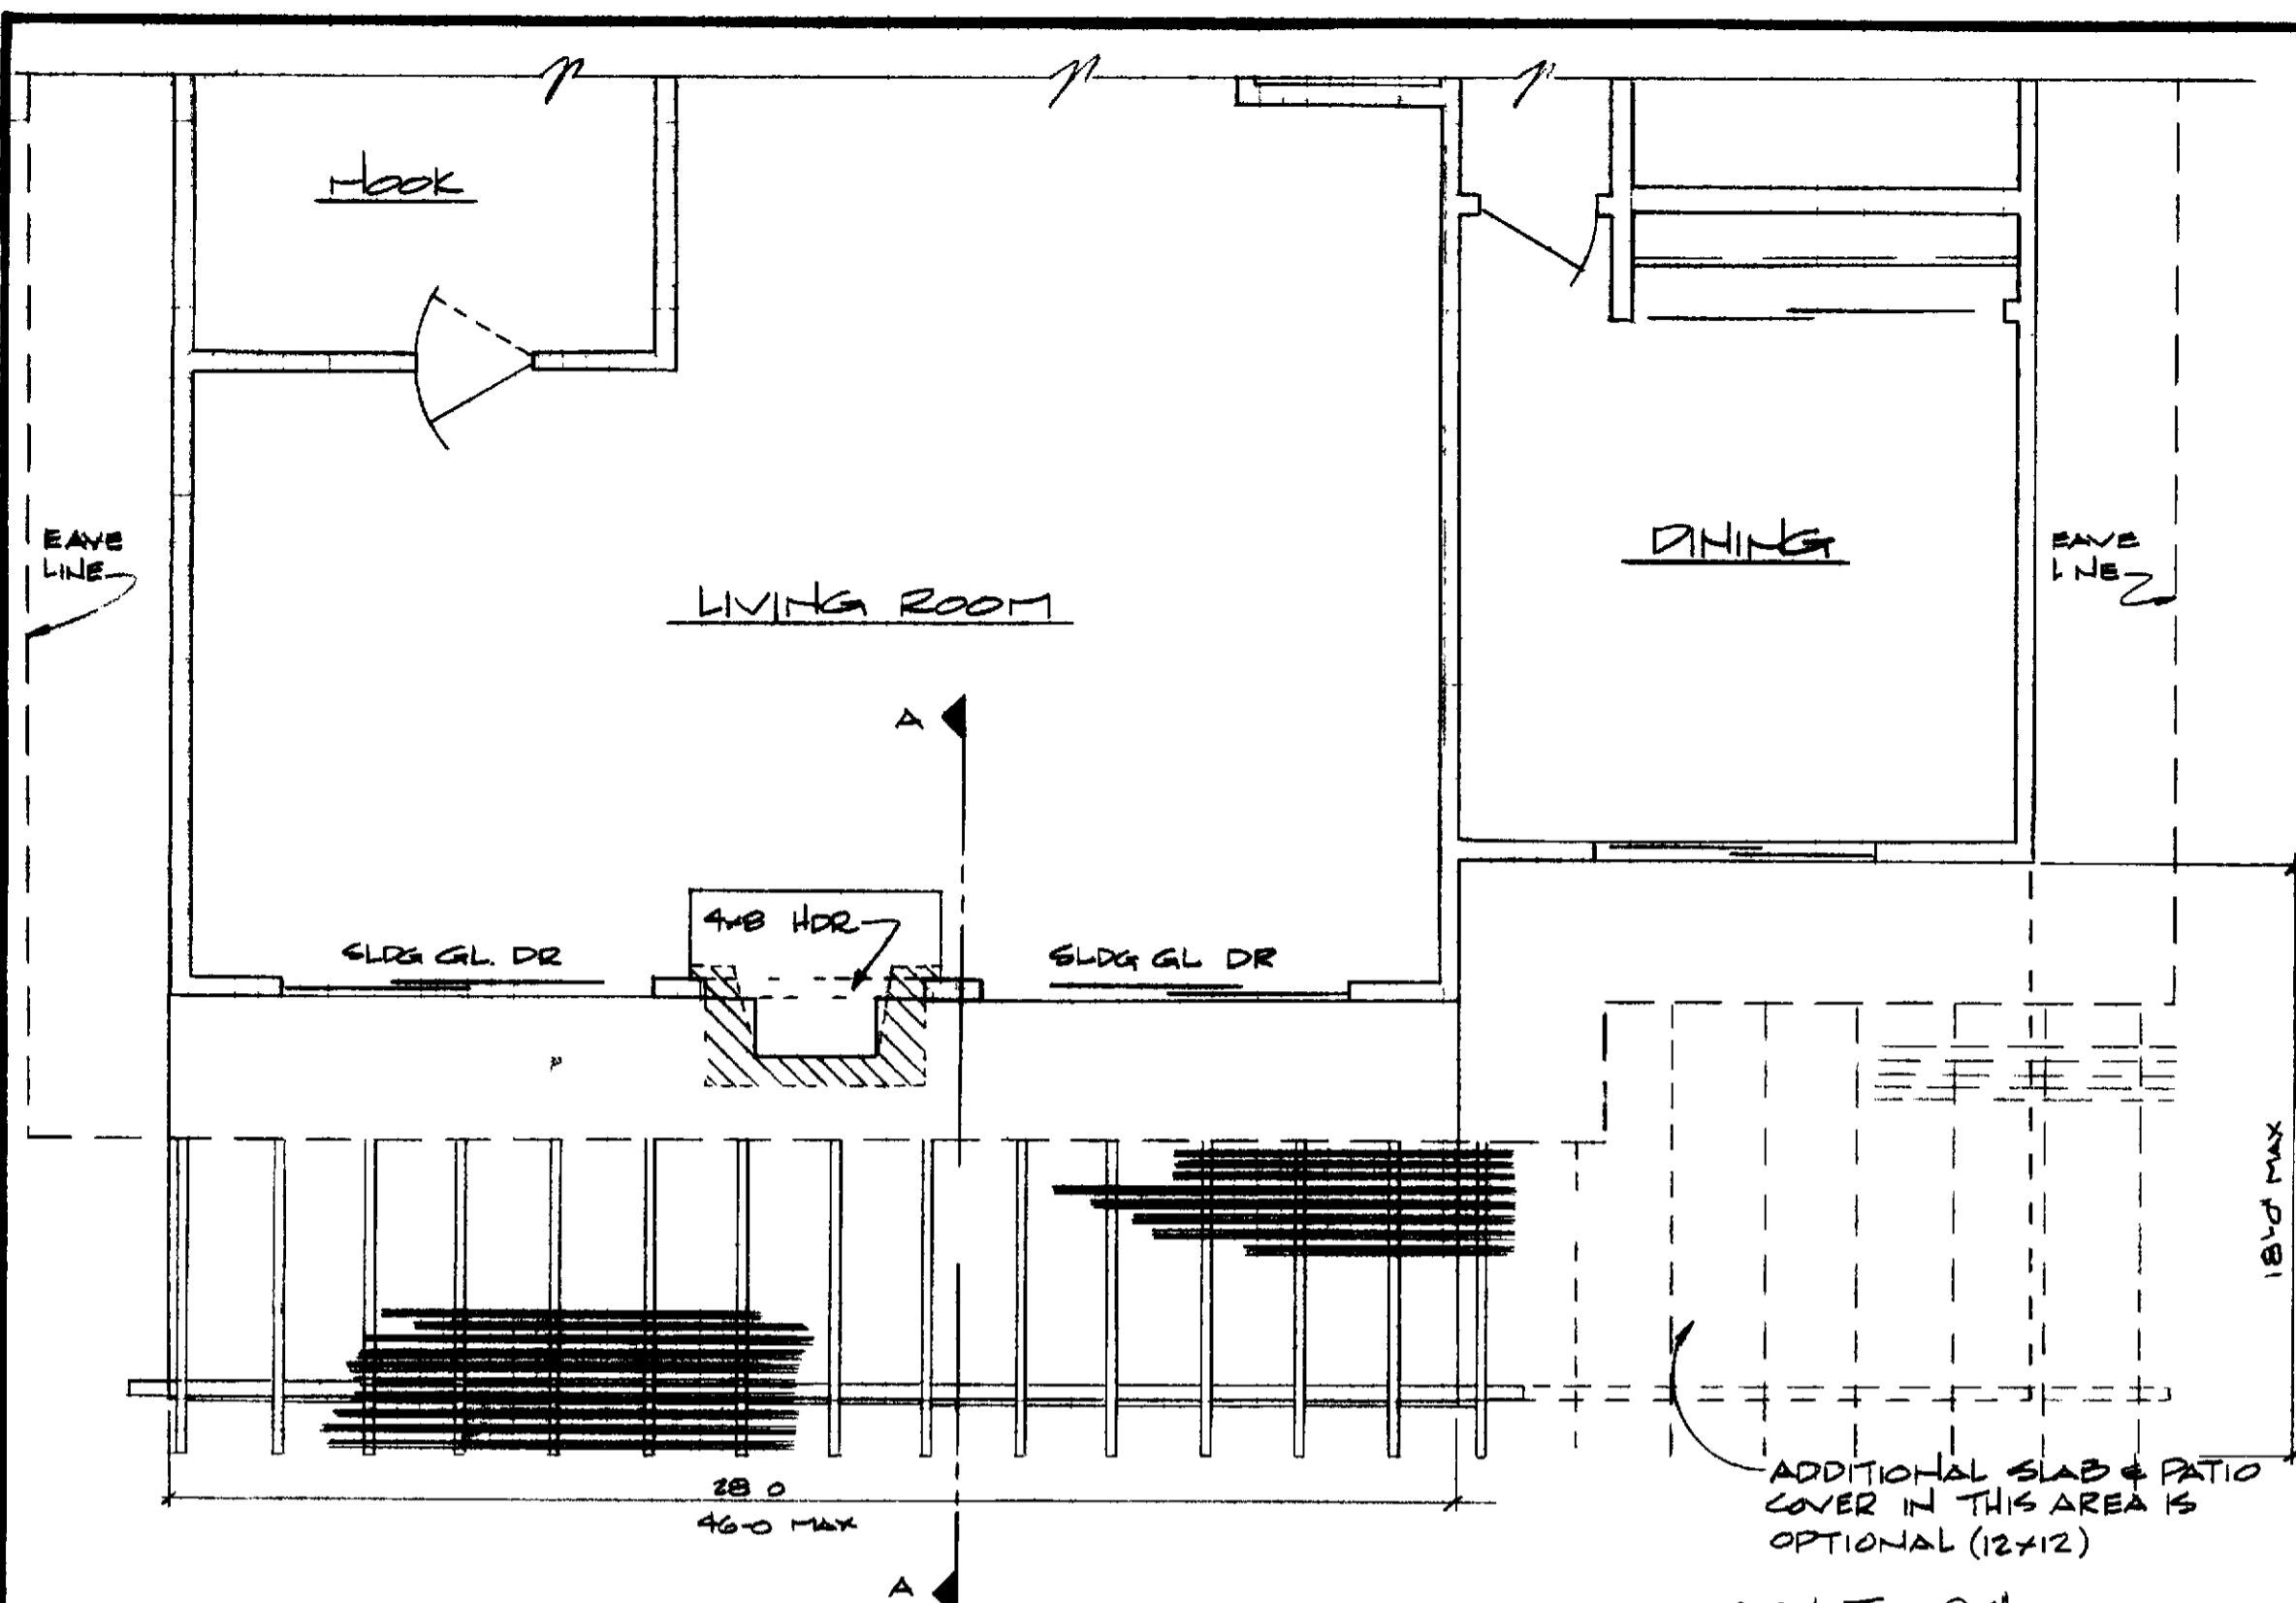 NOOK
EAVE
LINE
LIVING ROOM
DINING
EAVE
LINE
A
4x8 HDR
SLDG GL. DR
SLDG GL DR
18'-0" MAX
28 0
46-0 MAX
ADDITIONAL SLAB & PATIO
COVER IN THIS AREA IS
OPTIONAL (12x12)
A